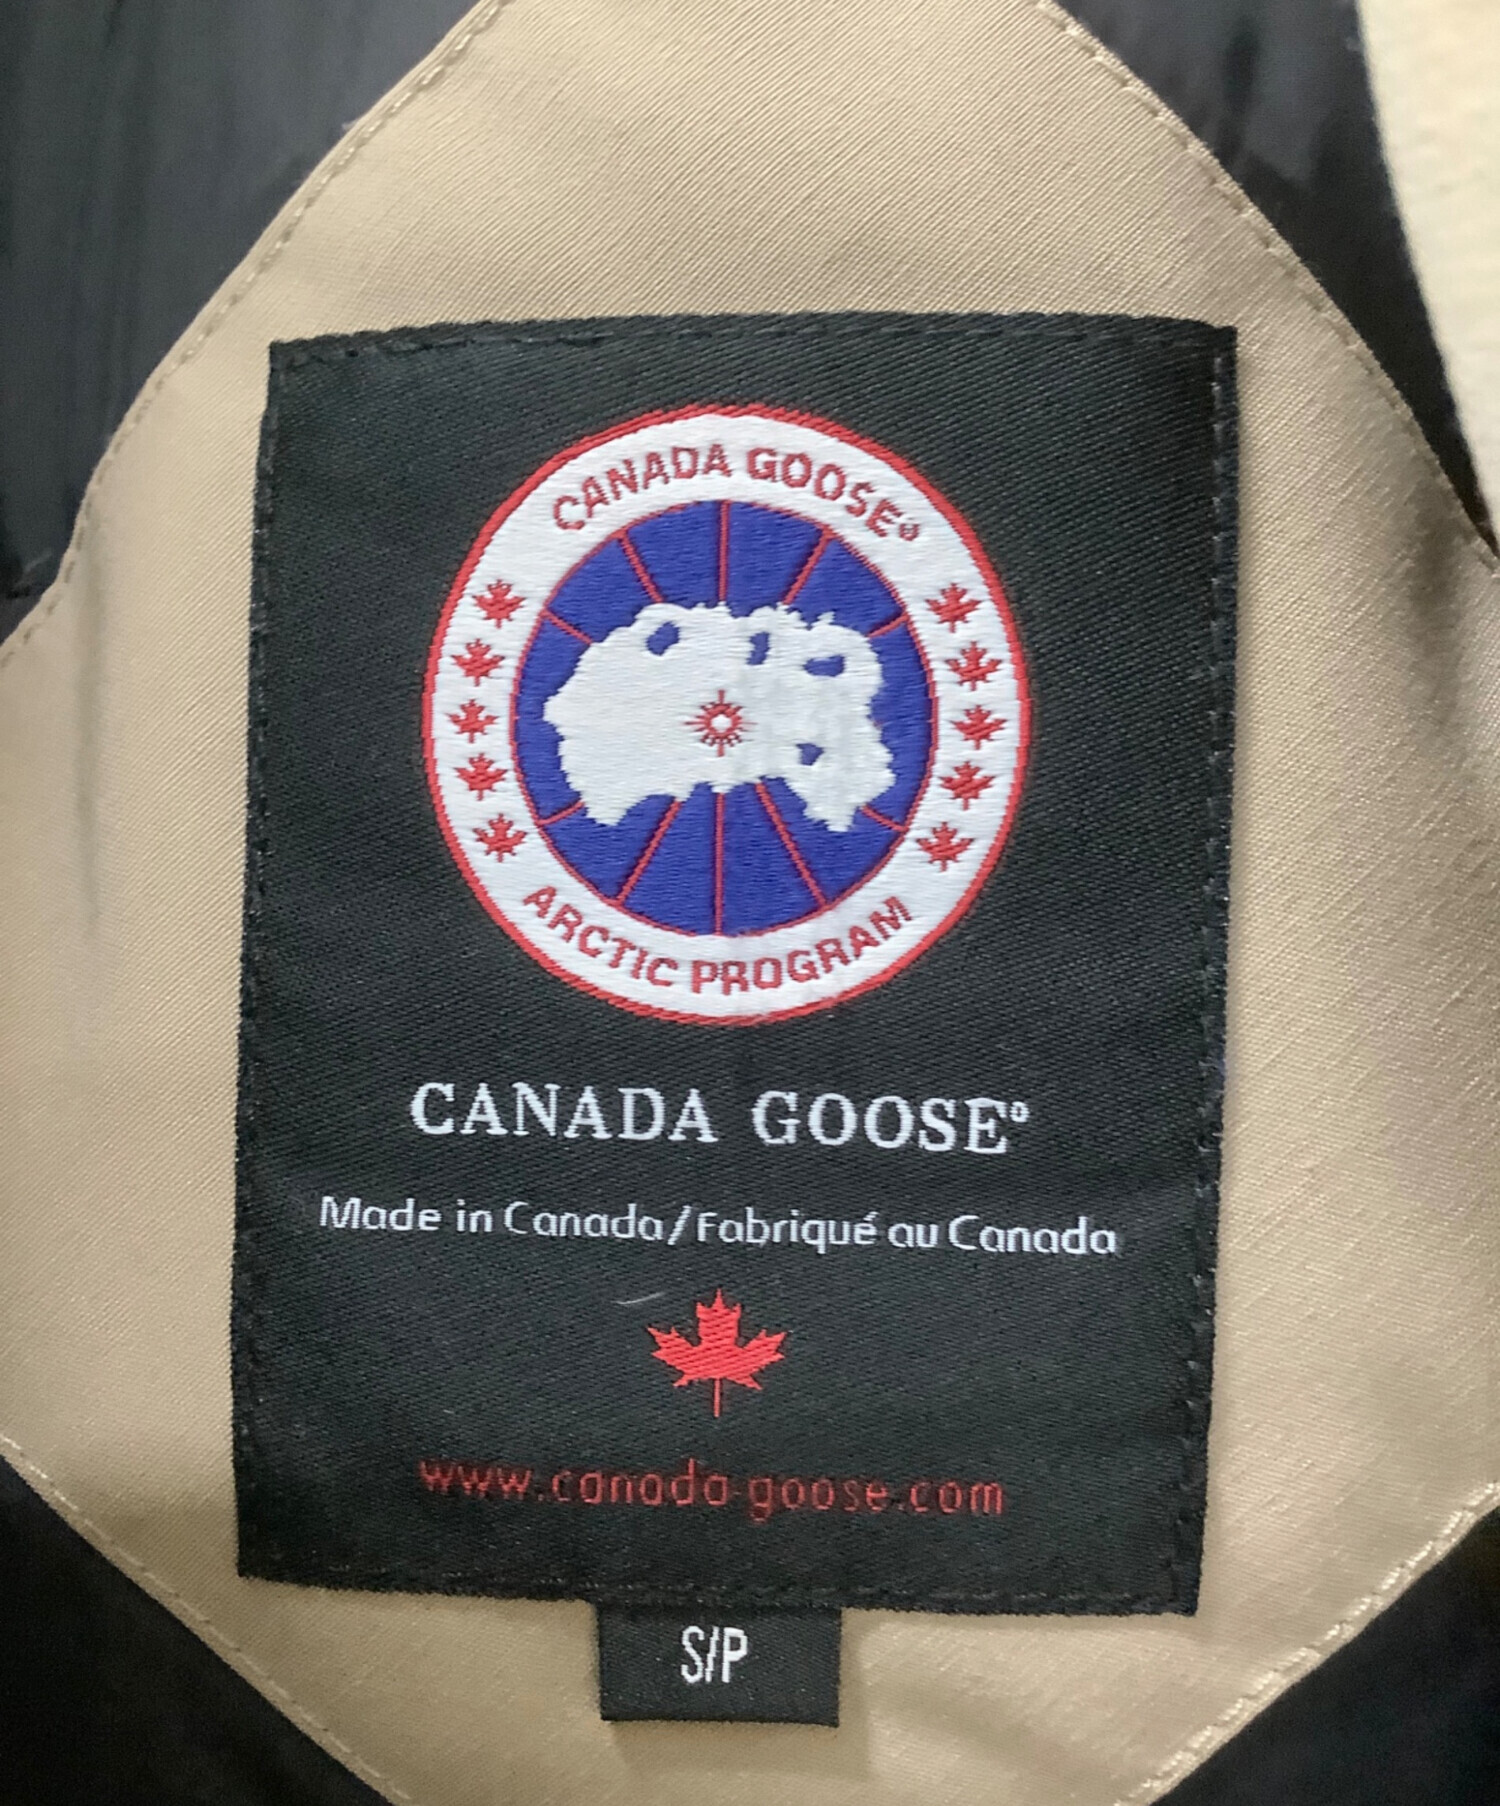 CANADA GOOSE®
ARCTIC PROGRAM
CANADA GOOSE®
Made in Canada/Fabriqué au Canada
www.canada-goose.com
S/P